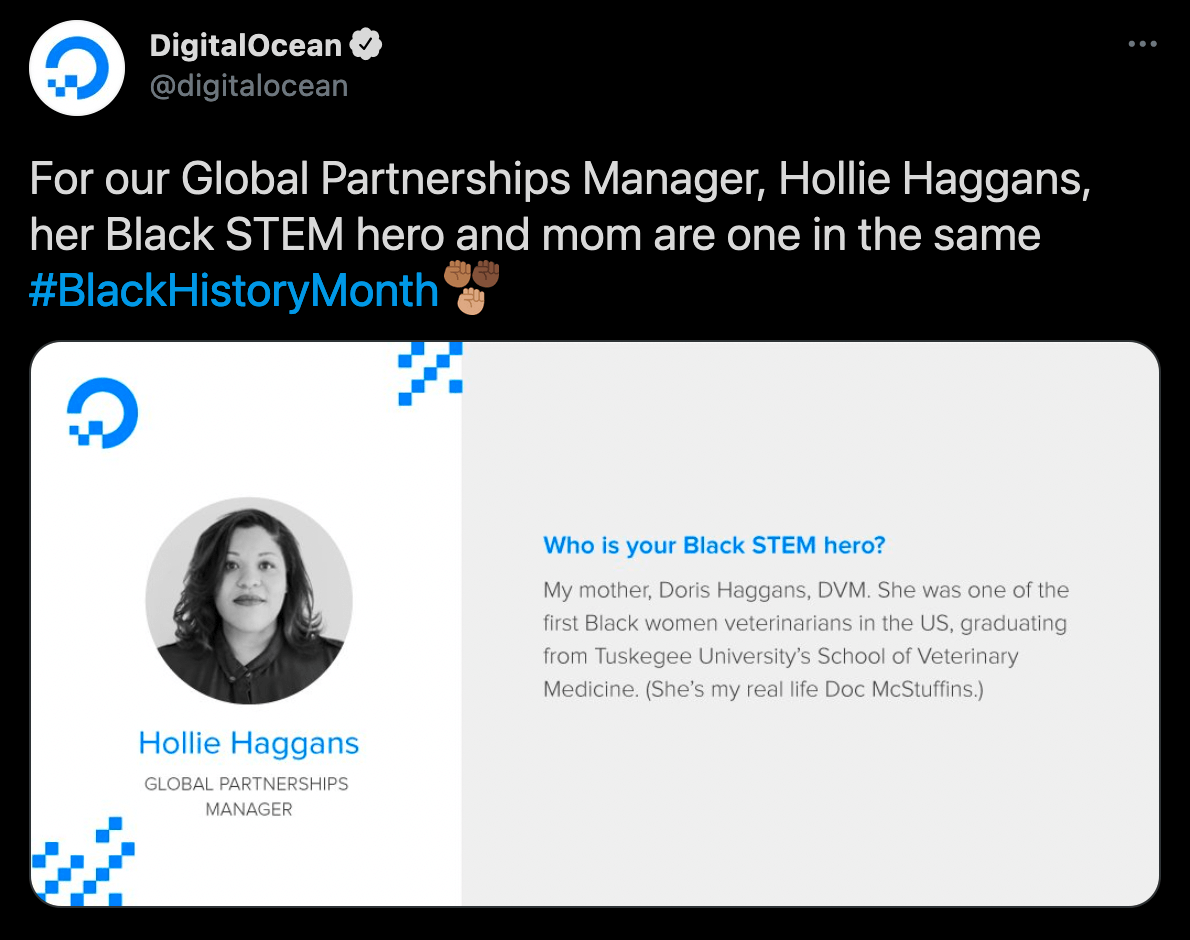 DigitalOcean
@digitalocean
For our Global Partnerships Manager, Hollie Haggans,
her Black STEM hero and mom are one in the same
#BlackHistoryMonth✊🏾✊🏿✊🏼
Who is your Black STEM hero?
My mother, Doris Haggans, DVM. She was one of the
first Black women veterinarians in the US, graduating
from Tuskegee University’s School of Veterinary
Medicine. (She’s my real life Doc McStuffins.)
Hollie Haggans
GLOBAL PARTNERSHIPS
MANAGER